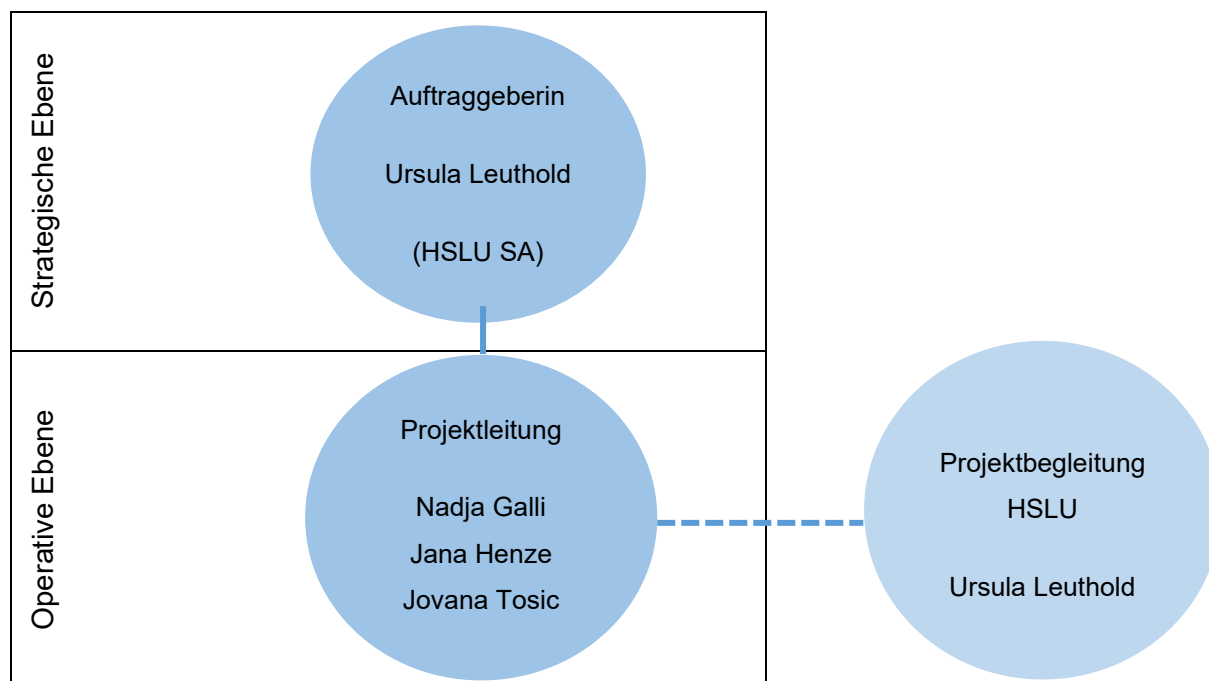 Strategische Ebene
Auftraggeberin
Ursula Leuthold
(HSLU SA)
Operative Ebene
Projektleitung
Nadja Galli
Jana Henze
Jovana Tosic
Projektbegleitung
HSLU
Ursula Leuthold